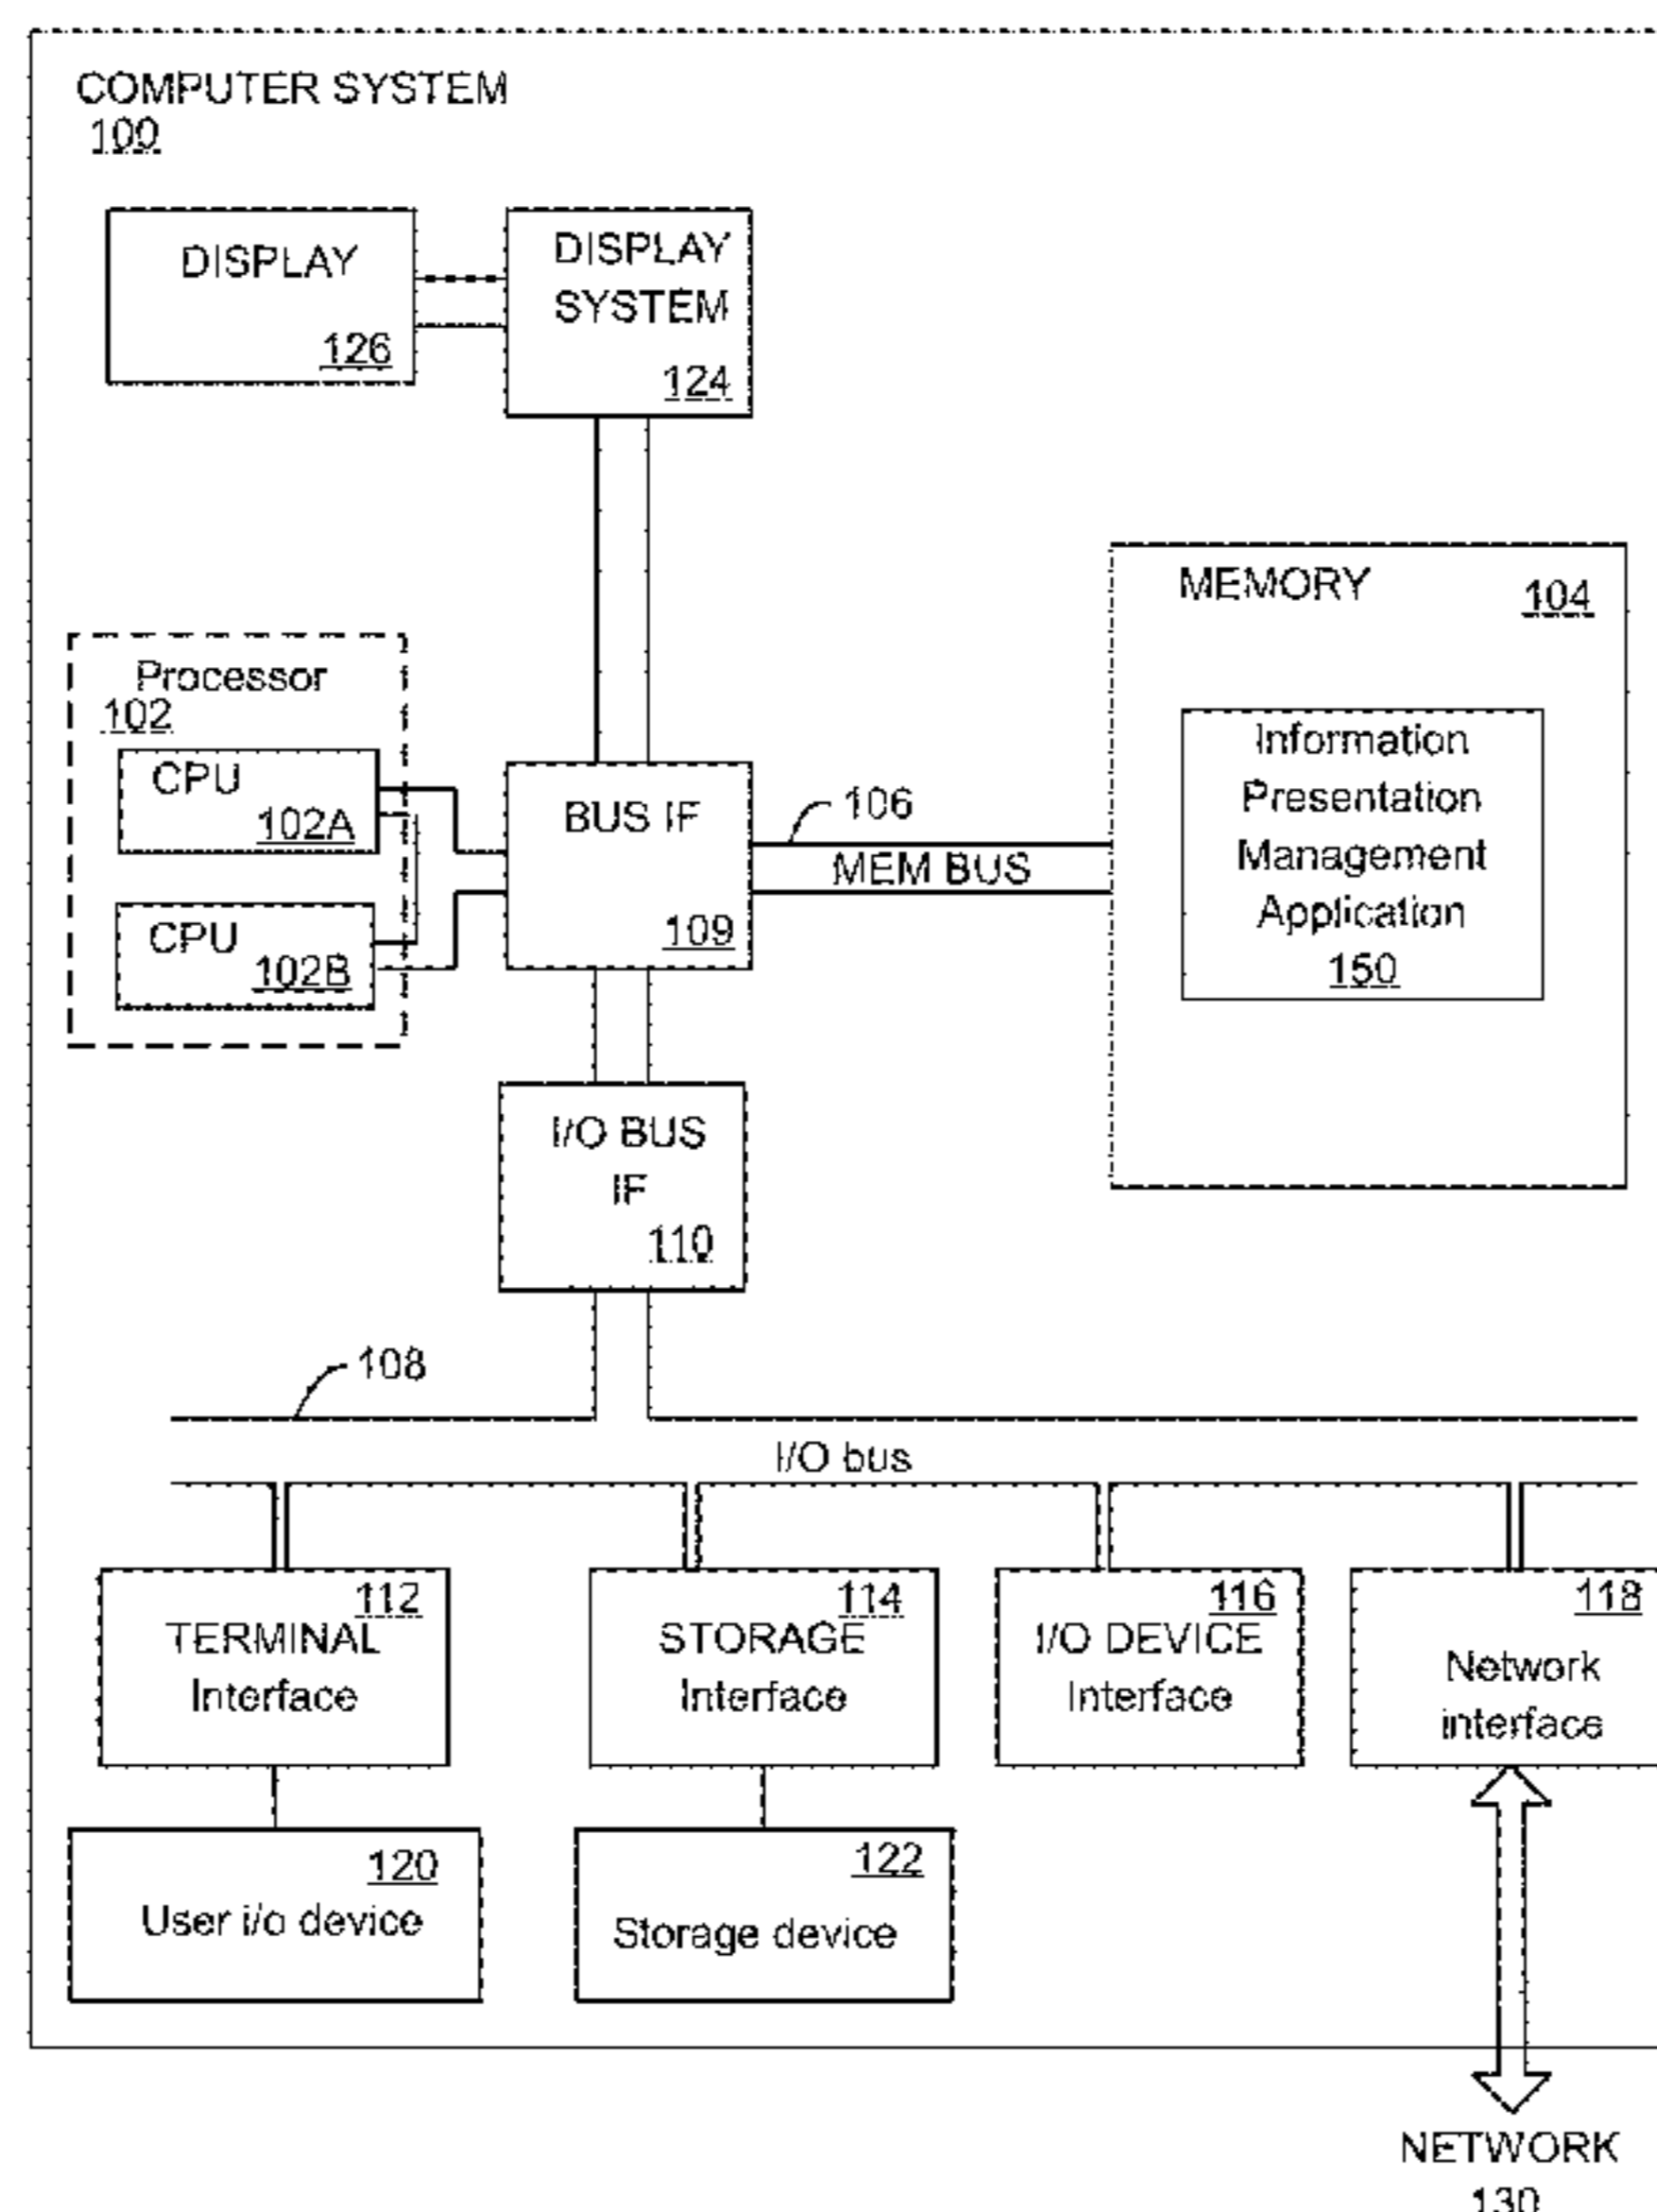 COMPUTER SYSTEM
100
DISPLAY
126
DISPLAY
SYSTEM
124
MEMORY
104
Information
Presentation
Management
Application
150
Processor
102
CPU
102A
CPU
102B
BUS IF
109
106
MEM BUS
I/O BUS
IF
110
108
I/O bus
112
TERMINAL
Interface
114
STORAGE
Interface
116
I/O DEVICE
Interface
118
Network
interface
120
User i/o device
122
Storage device
NETWORK
130